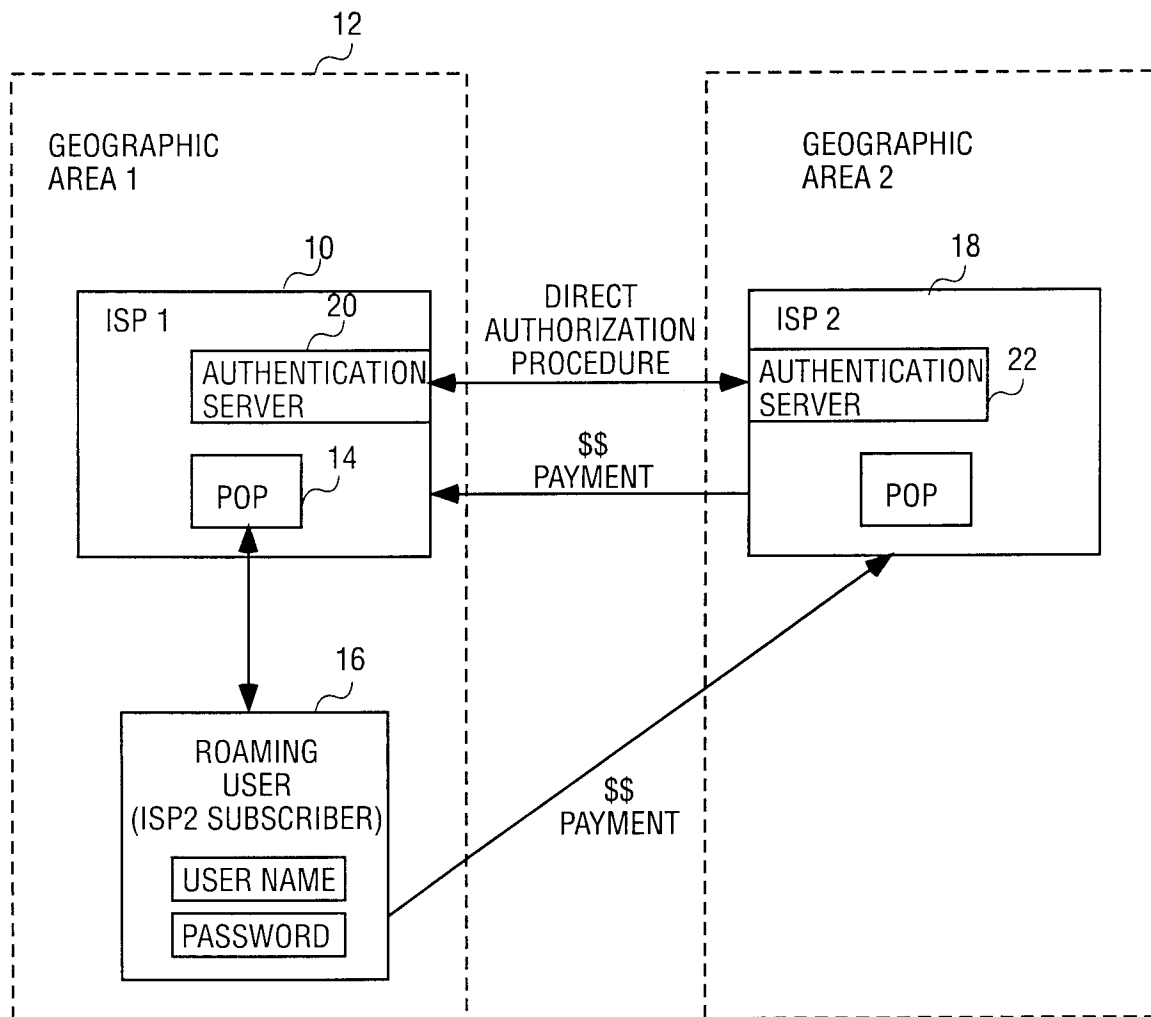 12
GEOGRAPHIC
AREA 1
GEOGRAPHIC
AREA 2
10
ISP 1
20
AUTHENTICATION
SERVER
DIRECT
AUTHORIZATION
PROCEDURE
18
ISP 2
AUTHENTICATION
SERVER
22
14
POP
$$
PAYMENT
POP
16
ROAMING
USER
(ISP2 SUBSCRIBER)
USER NAME
PASSWORD
$$
PAYMENT